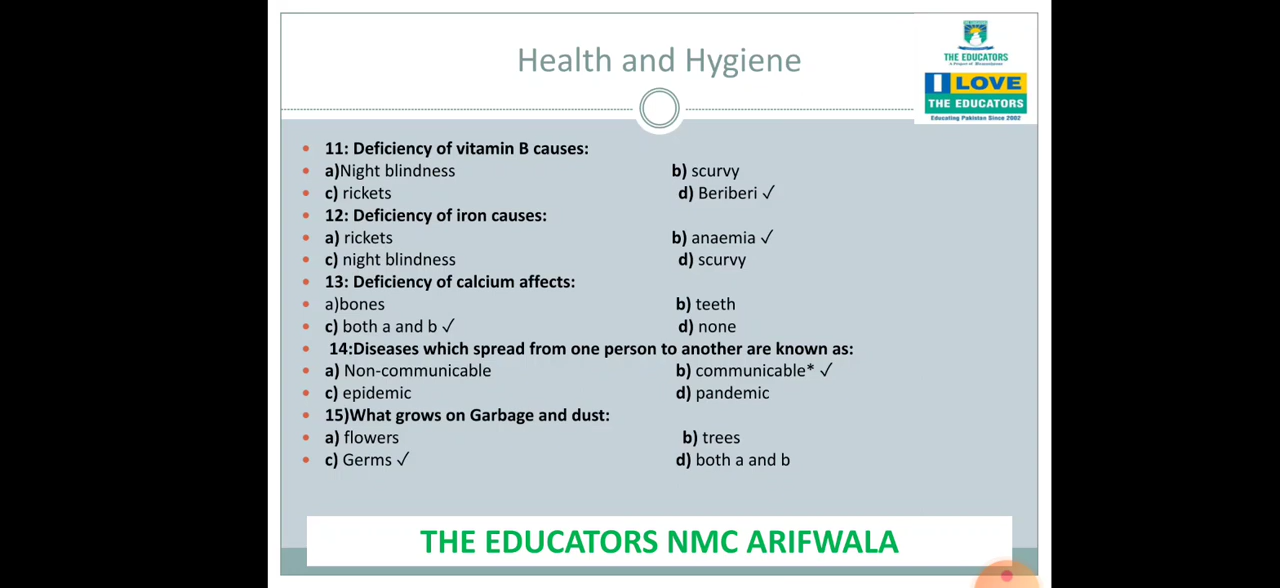 Health and Hygiene
THE EDUCATORS
A Project of Beaconhouse
I LOVE
THE EDUCATORS
Educating Pakistan Since 2002
• 11: Deficiency of vitamin B causes:
• a)Night blindness b) scurvy
• c) rickets d) Beriberi ✓
• 12: Deficiency of iron causes:
• a) rickets b) anaemia ✓
• c) night blindness d) scurvy
• 13: Deficiency of calcium affects:
• a)bones b) teeth
• c) both a and b ✓ d) none
• 14:Diseases which spread from one person to another are known as:
• a) Non-communicable b) communicable* ✓
• c) epidemic d) pandemic
• 15)What grows on Garbage and dust:
• a) flowers b) trees
• c) Germs ✓ d) both a and b
THE EDUCATORS NMC ARIFWALA